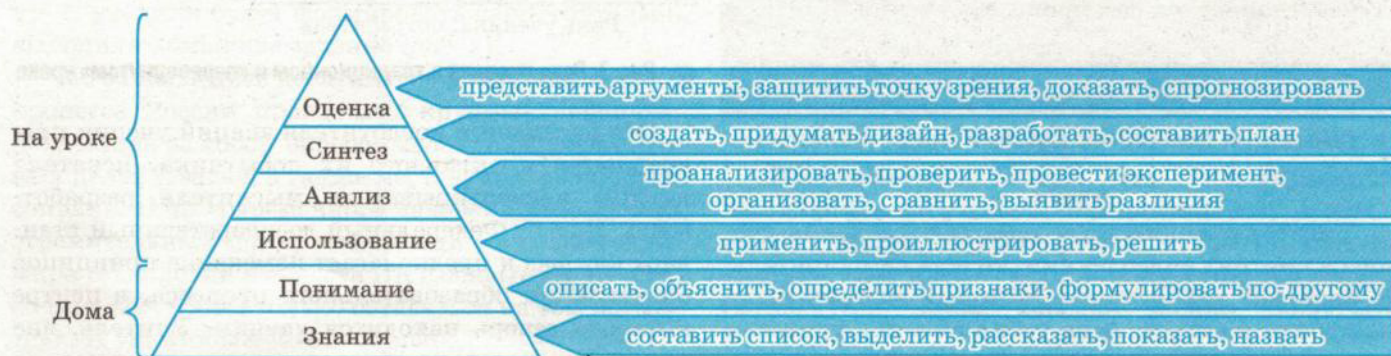 На уроке
Дома
Оценка
представить аргументы, защитить точку зрения, доказать, спрогнозировать
Синтез
создать, придумать дизайн, разработать, составить план
Анализ
проанализировать, проверить, провести эксперимент,
организовать, сравнить, выявить различия
Использование
применить, проиллюстрировать, решить
Понимание
описать, объяснить, определить признаки, формулировать по-другому
Знания
составить список, выделить, рассказать, показать, назвать